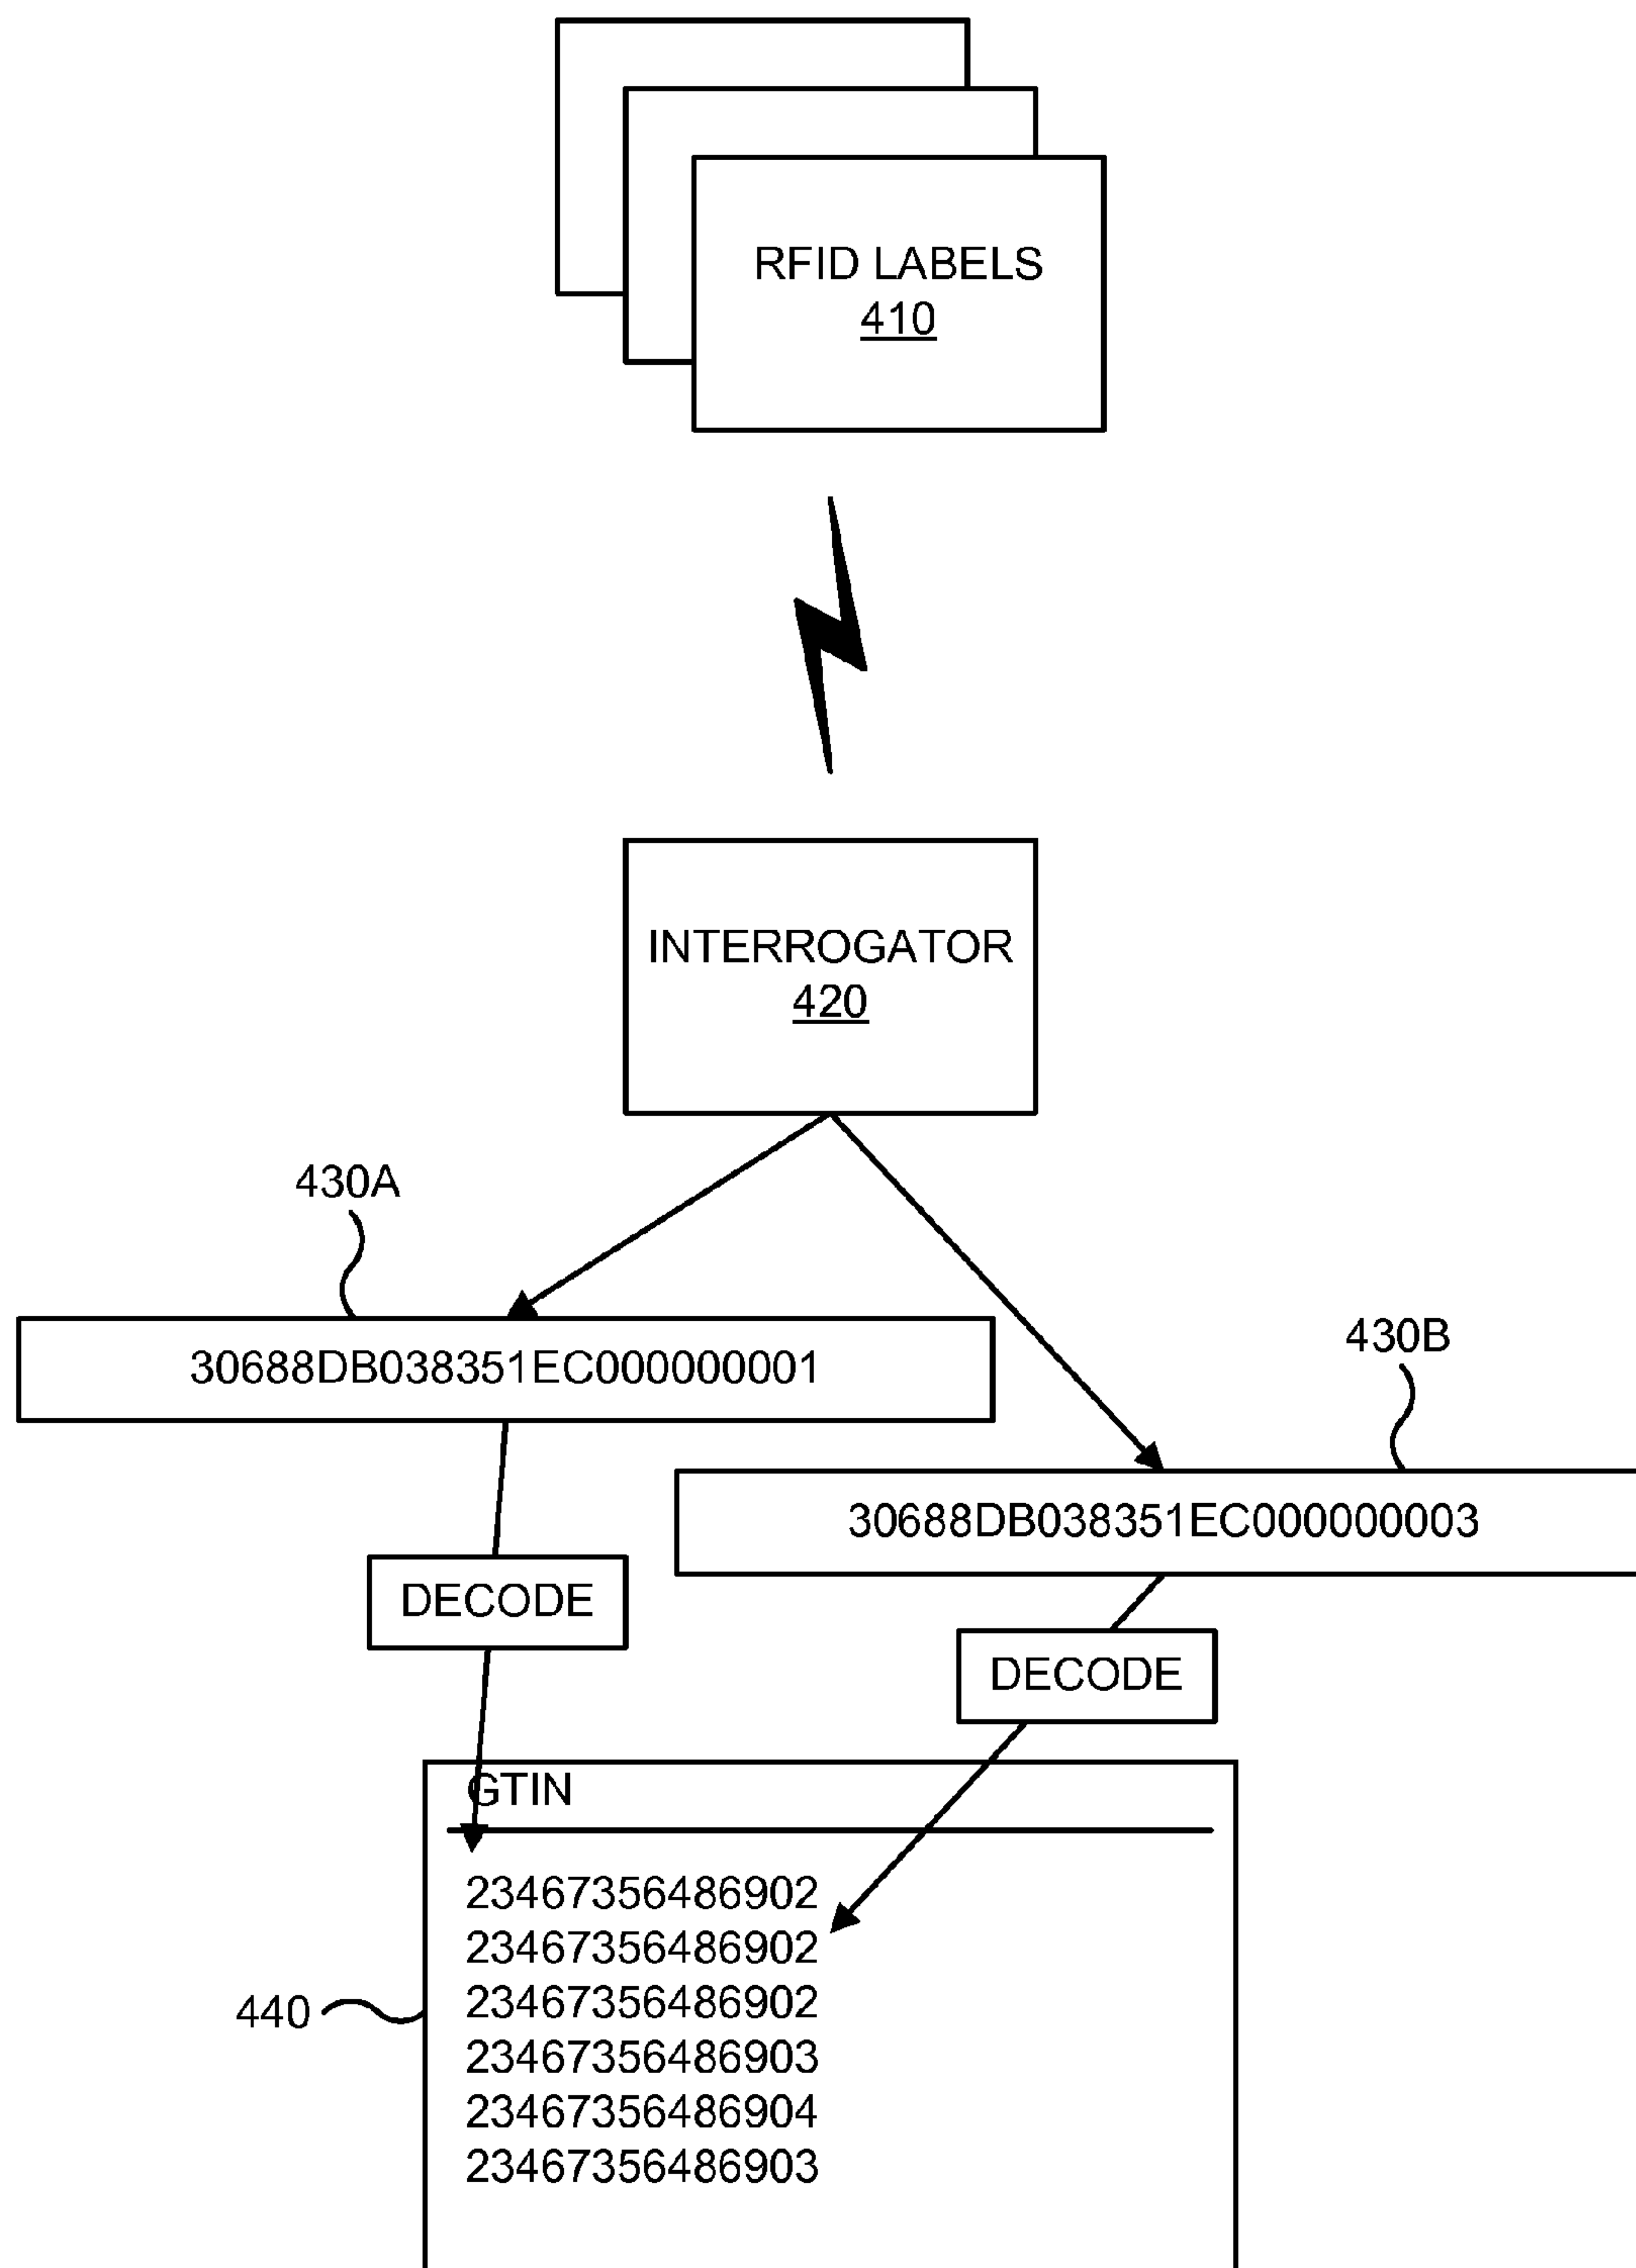 RFID LABELS
410
INTERROGATOR
420
430A
30688DB038351EC000000001
430B
30688DB038351EC000000003
DECODE
DECODE
GTIN
23467356486902
23467356486902
23467356486902
23467356486903
23467356486904
23467356486903
440